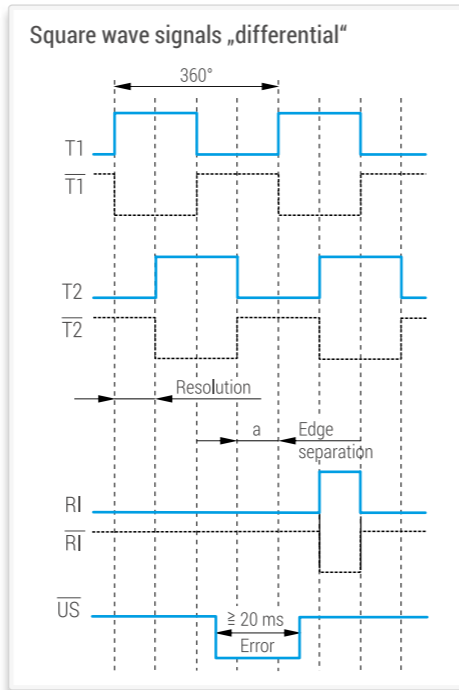 Square wave signals „differential“
360°
T1
T1
T2
T2
Resolution
a
Edge
separation
RI
RI
US
≧ 20 ms
Error